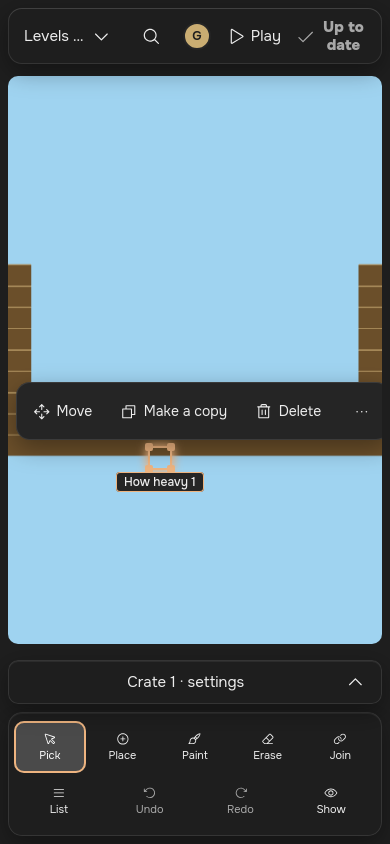 Levels ...
G
Play
Up to
date
Move
Make a copy
Delete
...
How heavy 1
Crate 1 · settings
Pick
Place
Paint
Erase
Join
List
Undo
Redo
Show